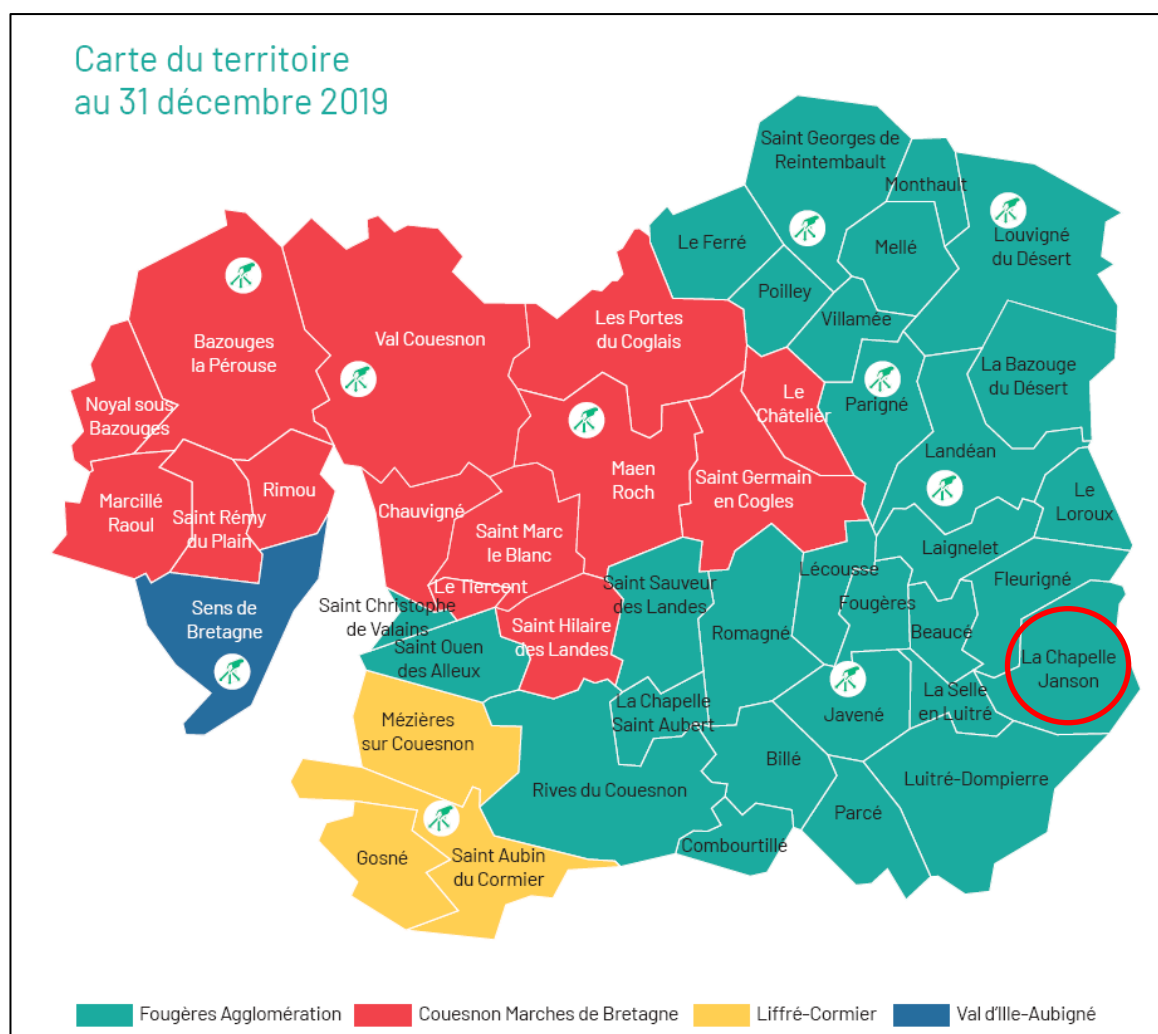 Carte du territoire
au 31 décembre 2019
Saint Georges de
Reintembault
Monthault
Louvigné
du Désert
Le Ferré
Mellé
Poilley
Villamée
Les Portes
du Coglais
Val Couesnon
Bazouges
la Pérouse
La Bazouge
du Désert
Le
Châtelier
Parigné
Noyal sous
Bazouges
Landéan
Maen
Roch
Saint Germain
en Cogles
Le
Loroux
Rimou
Marcillé
Raoul
Saint Rémy
du Plain
Chauvigné
Saint Marc
le Blanc
Laignelet
Lécousse
Fleurigné
Le Tiercent
Saint Sauveur
des Landes
Fougères
Saint Christophe
de Valains
Sens de
Bretagne
Saint Hilaire
des Landes
Romagné
Beaucé
Saint Ouen
des Alleux
La Chapelle
Janson
La Chapelle
Saint Aubert
Javené
La Selle
en Luitré
Mézières
sur Couesnon
Billé
Luitré-Dompierre
Rives du Couesnon
Parcé
Combourtillé
Gosné
Saint Aubin
du Cormier
Fougères Agglomération
Couesnon Marches de Bretagne
Liffré-Cormier
Val d'Ille-Aubigné